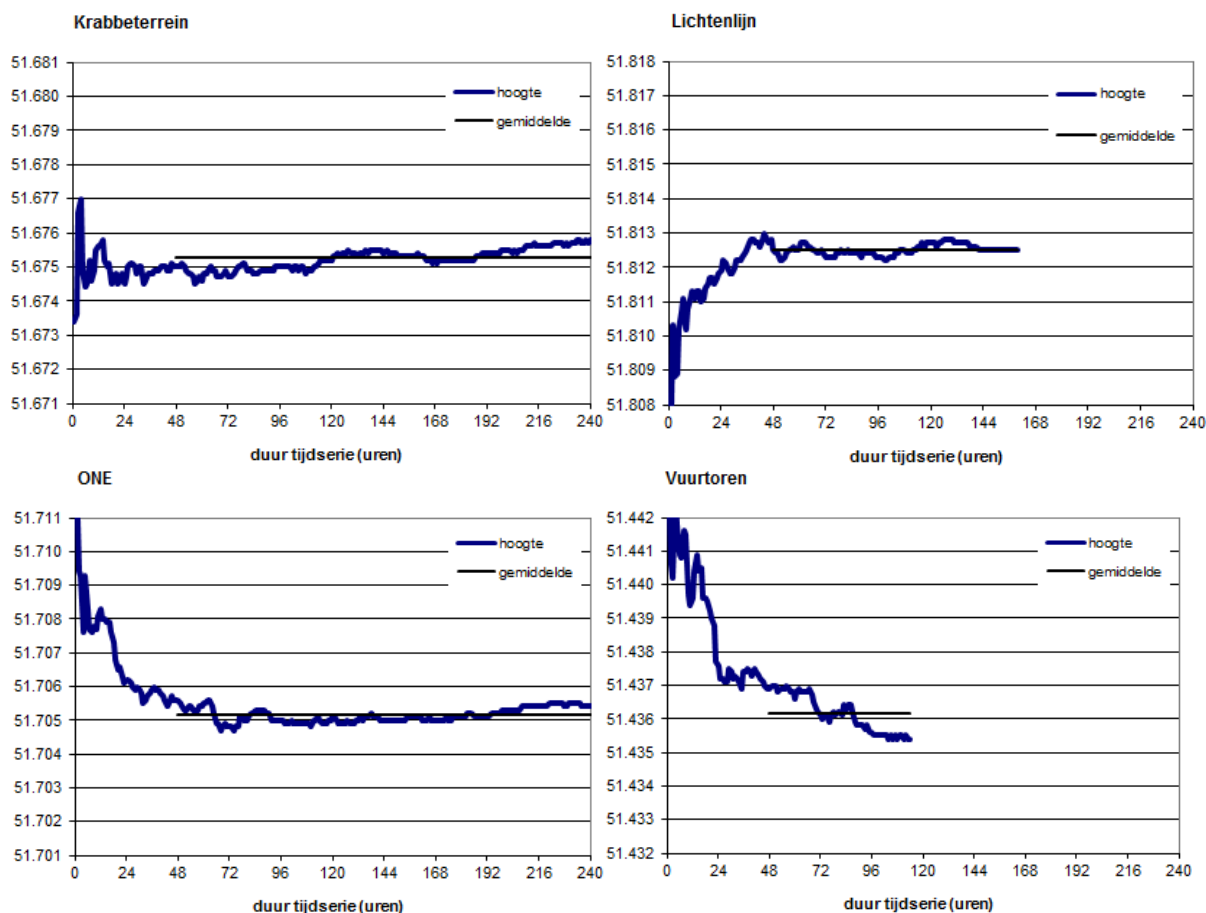 Krabbeterrein
51.681
51.680
51.679
51.678
51.677
51.676
51.675
51.674
51.673
51.672
51.671
hoogte
gemiddelde
0 24 48 72 96 120 144 168 192 216 240
duur tijdserie (uren)
Lichtenlijn
51.818
51.817
51.816
51.815
51.814
51.813
51.812
51.811
51.810
51.809
51.808
hoogte
gemiddelde
0 24 48 72 96 120 144 168 192 216 240
duur tijdserie (uren)
ONE
51.711
51.710
51.709
51.708
51.707
51.706
51.705
51.704
51.703
51.702
51.701
hoogte
gemiddelde
0 24 48 72 96 120 144 168 192 216 240
duur tijdserie (uren)
Vuurtoren
51.442
51.441
51.440
51.439
51.438
51.437
51.436
51.435
51.434
51.433
51.432
hoogte
gemiddelde
0 24 48 72 96 120 144 168 192 216 240
duur tijdserie (uren)